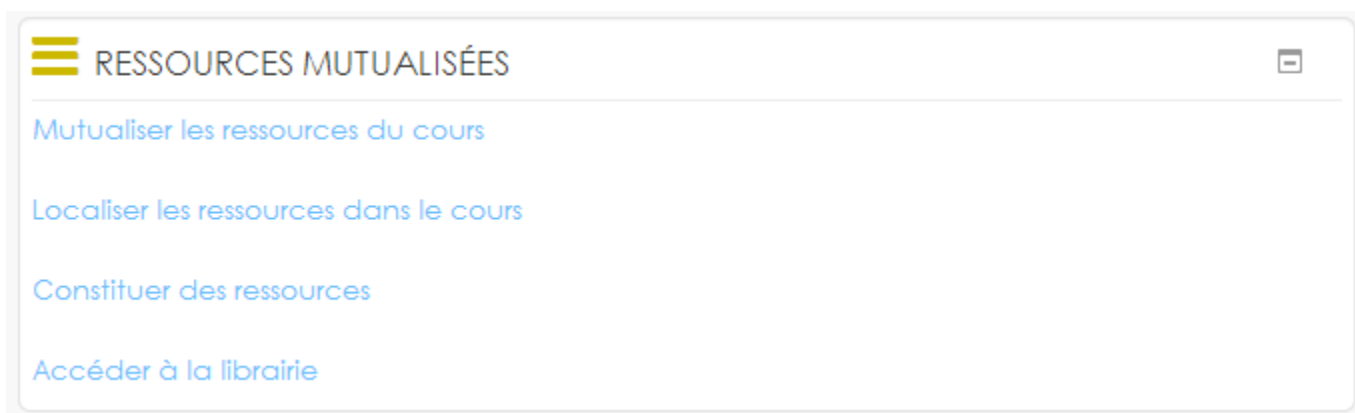 RESSOURCES MUTUALISÉES
Mutualiser les ressources du cours
Localiser les ressources dans le cours
Constituer des ressources
Accéder à la librairie